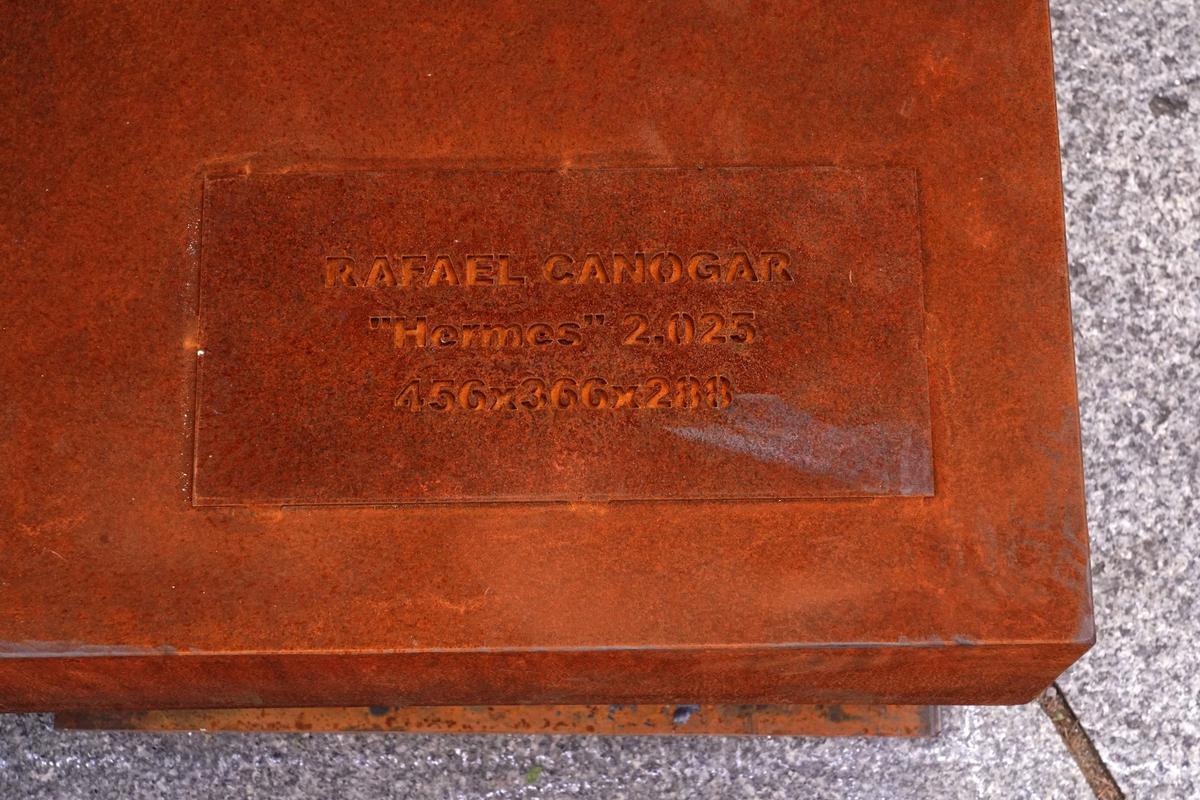 RAFAEL CANOGAR
"Hermes" 2.025
456x366x288